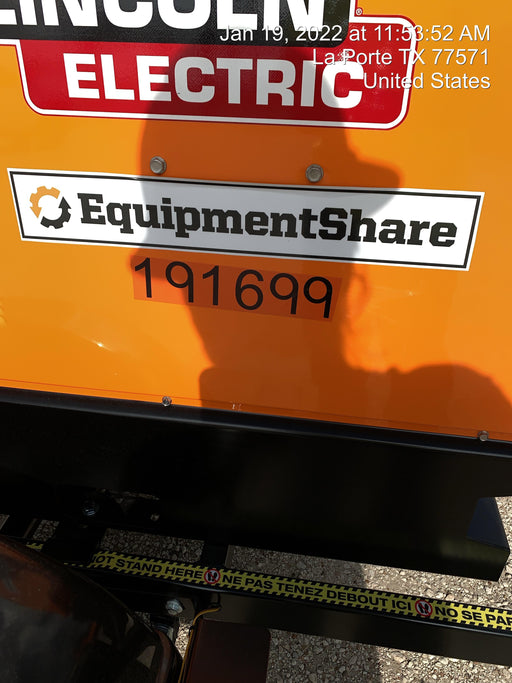 LINCOLN
ELECTRIC
Jan 19, 2022 at 11:53:52 AM
La Porte TX 77571
United States
EquipmentShare
191699
STAND HERE NE PAS TENEZ DEBOUT ICI NO SE PAR